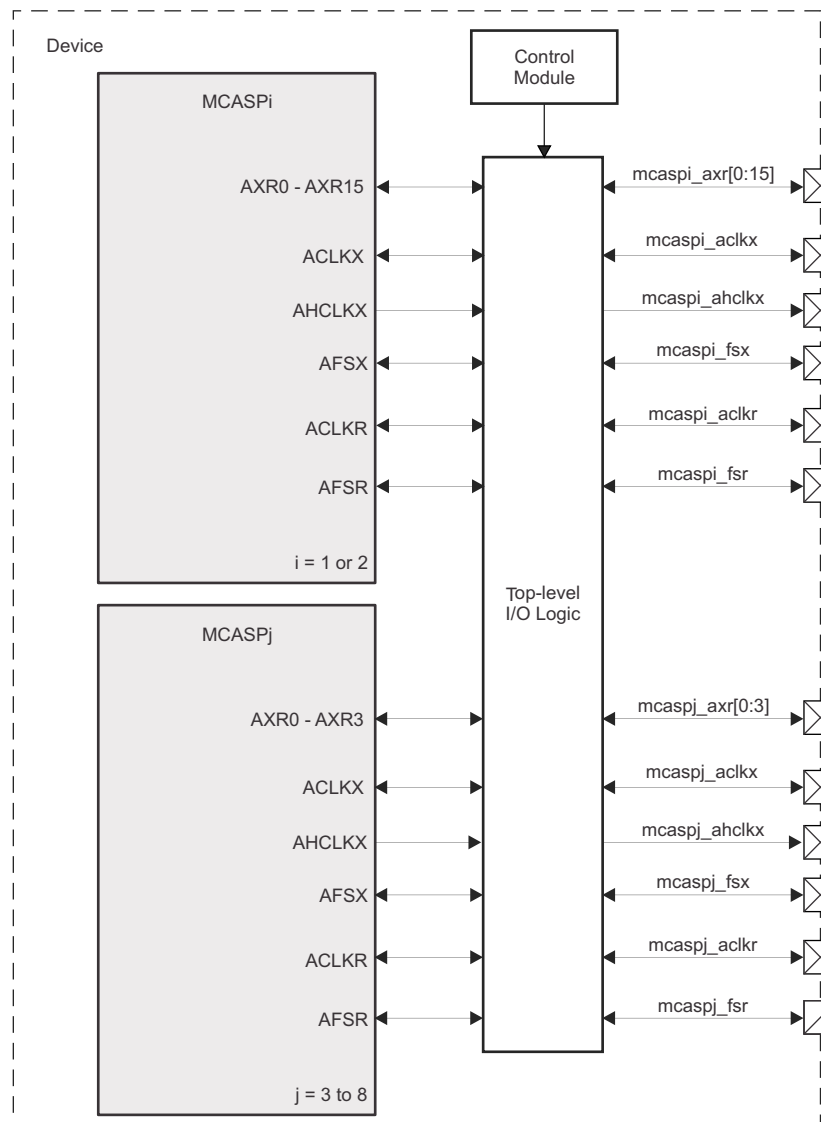 Device
Control
Module
MCASPi
AXR0 - AXR15
mcaspi_axr[0:15]
ACLKX
mcaspi_aclkx
AHCLKX
mcaspi_ahclkx
AFSX
mcaspi_fsx
ACLKR
mcaspi_aclkr
AFSR
mcaspi_fsr
i = 1 or 2
Top-level
I/O Logic
MCASPj
AXR0 - AXR3
mcaspj_axr[0:3]
ACLKX
mcaspj_aclkx
AHCLKX
mcaspj_ahclkx
AFSX
mcaspj_fsx
ACLKR
mcaspj_aclkr
AFSR
mcaspj_fsr
j = 3 to 8